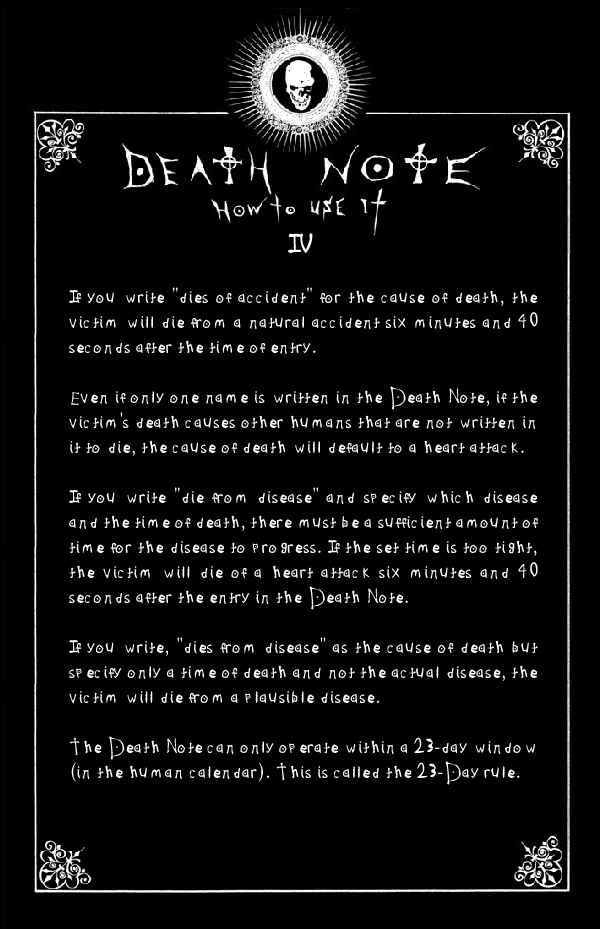 DEATH NOTE
How to use it
IV
If you write "dies of accident" for the cause of death, the
victim will die from a natural accident six minutes and 40
seconds after the time of entry.
Even if only one name is written in the Death Note, if the
victim's death causes other humans that are not written in
it to die, the cause of death will default to a heart attack.
If you write "die from disease" and specify which disease
and the time of death, there must be a sufficient amount of
time for the disease to progress. If the set time is too tight,
the victim will die of a heart attack six minutes and 40
seconds after the entry in the Death Note.
If you write, "dies from disease" as the cause of death but
specify only a time of death and not the actual disease, the
victim will die from a plausible disease.
The Death Note can only operate within a 23-day window
(in the human calendar). This is called the 23-Day rule.